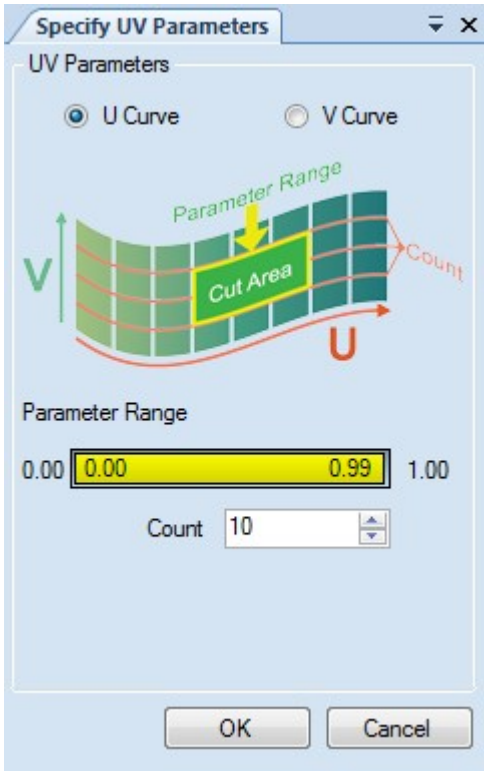 Specify UV Parameters
UV Parameters
U Curve V Curve
Parameter Range
V
Cut Area
Count
U
Parameter Range
0.00 0.00 0.99 1.00
Count 10
OK Cancel